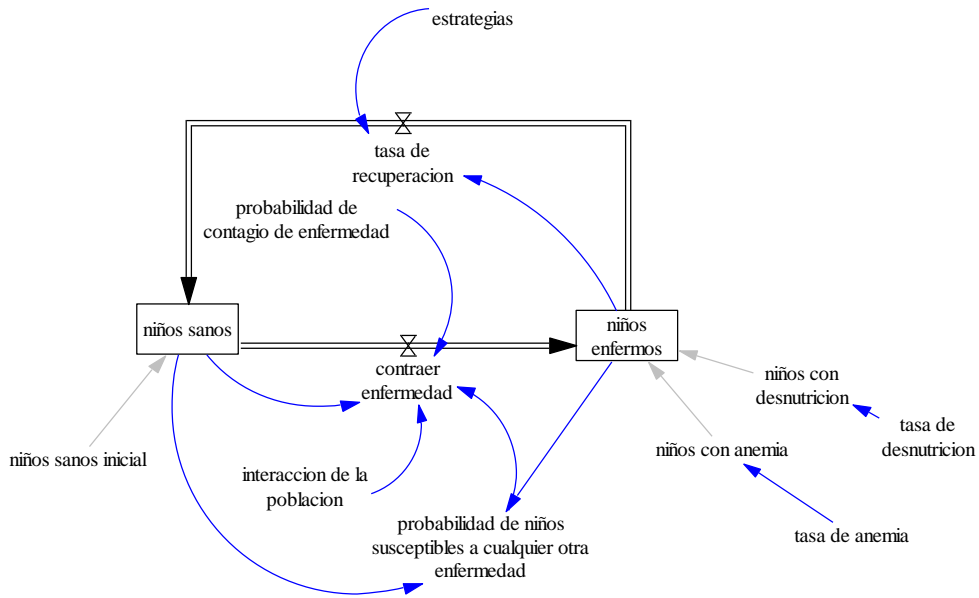 estrategias
tasa de
recuperacion
probabilidad de
contagio de enfermedad
niños sanos
niños
enfermos
contraer
enfermedad
niños con
desnutricion
tasa de
desnutricion
niños sanos inicial
interaccion de la
poblacion
niños con anemia
probabilidad de niños
susceptibles a cualquier otra
enfermedad
tasa de anemia